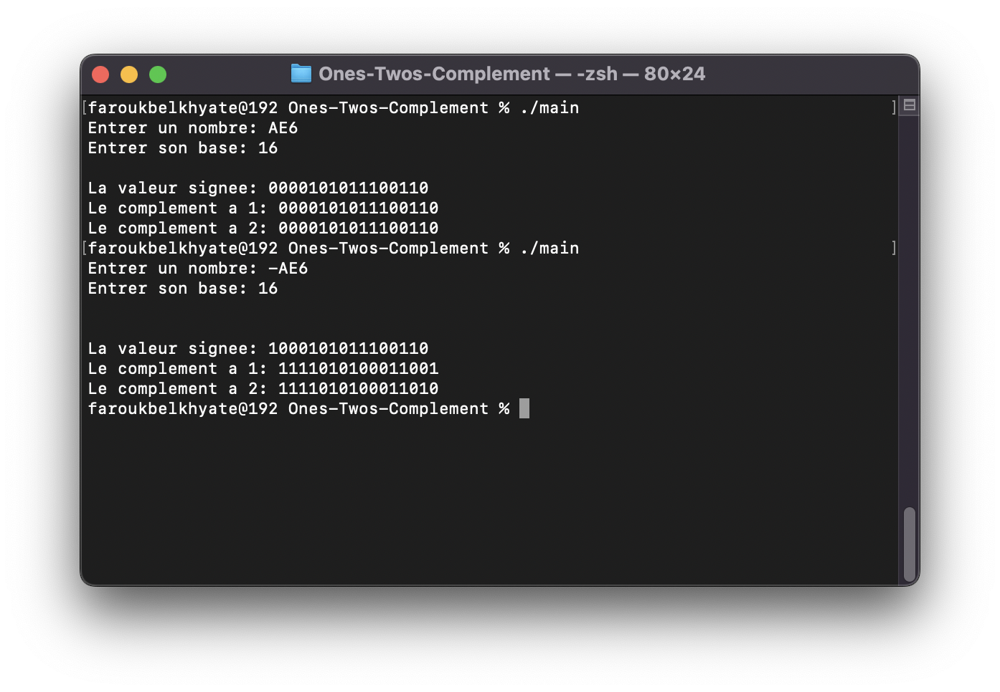 Ones-Twos-Complement — -zsh — 80×24
[faroukbelkhyate@192 Ones-Twos-Complement % ./main ]
Entrer un nombre: AE6
Entrer son base: 16
La valeur signee: 0000101011100110
Le complement a 1: 0000101011100110
Le complement a 2: 0000101011100110
[faroukbelkhyate@192 Ones-Twos-Complement % ./main ]
Entrer un nombre: -AE6
Entrer son base: 16
La valeur signee: 1000101011100110
Le complement a 1: 1111010100011001
Le complement a 2: 1111010100011010
faroukbelkhyate@192 Ones-Twos-Complement %